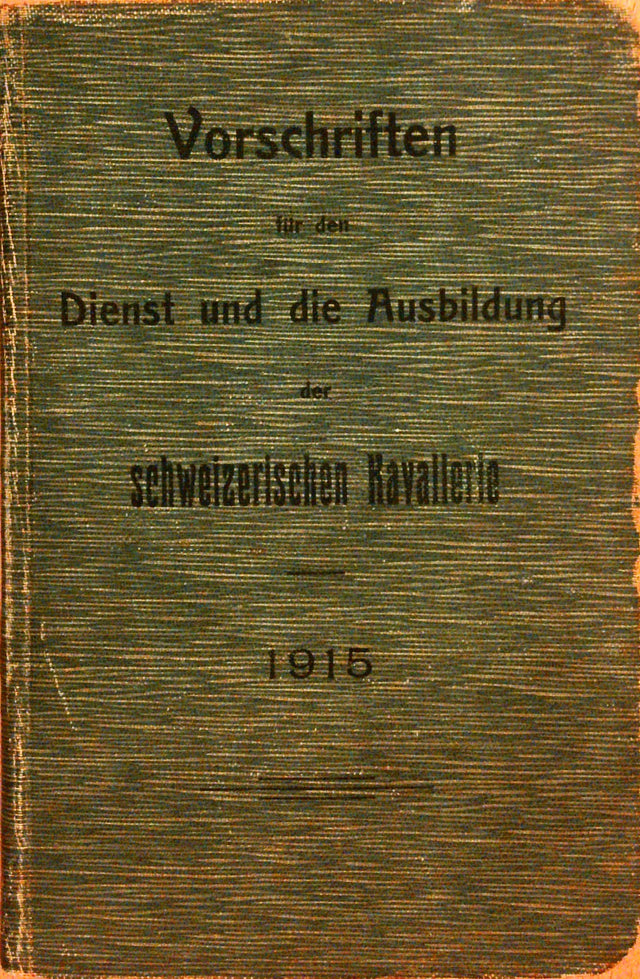 Vorschriften
für den
Dienst und die Ausbildung
der
schweizerischen Kavallerie
1915